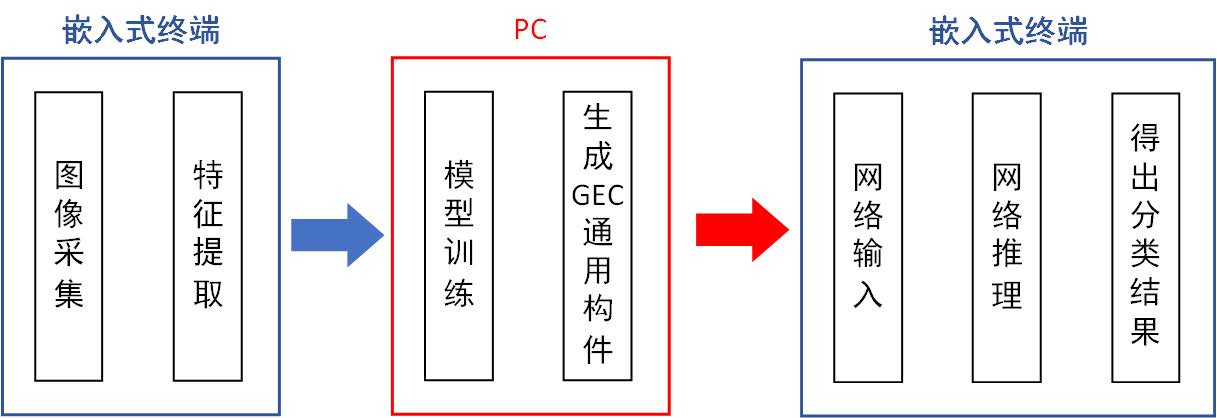 嵌入式终端
图像采集
特征提取
PC
模型训练
生成GEC通用构件
嵌入式终端
网络输入
网络推理
得出分类结果